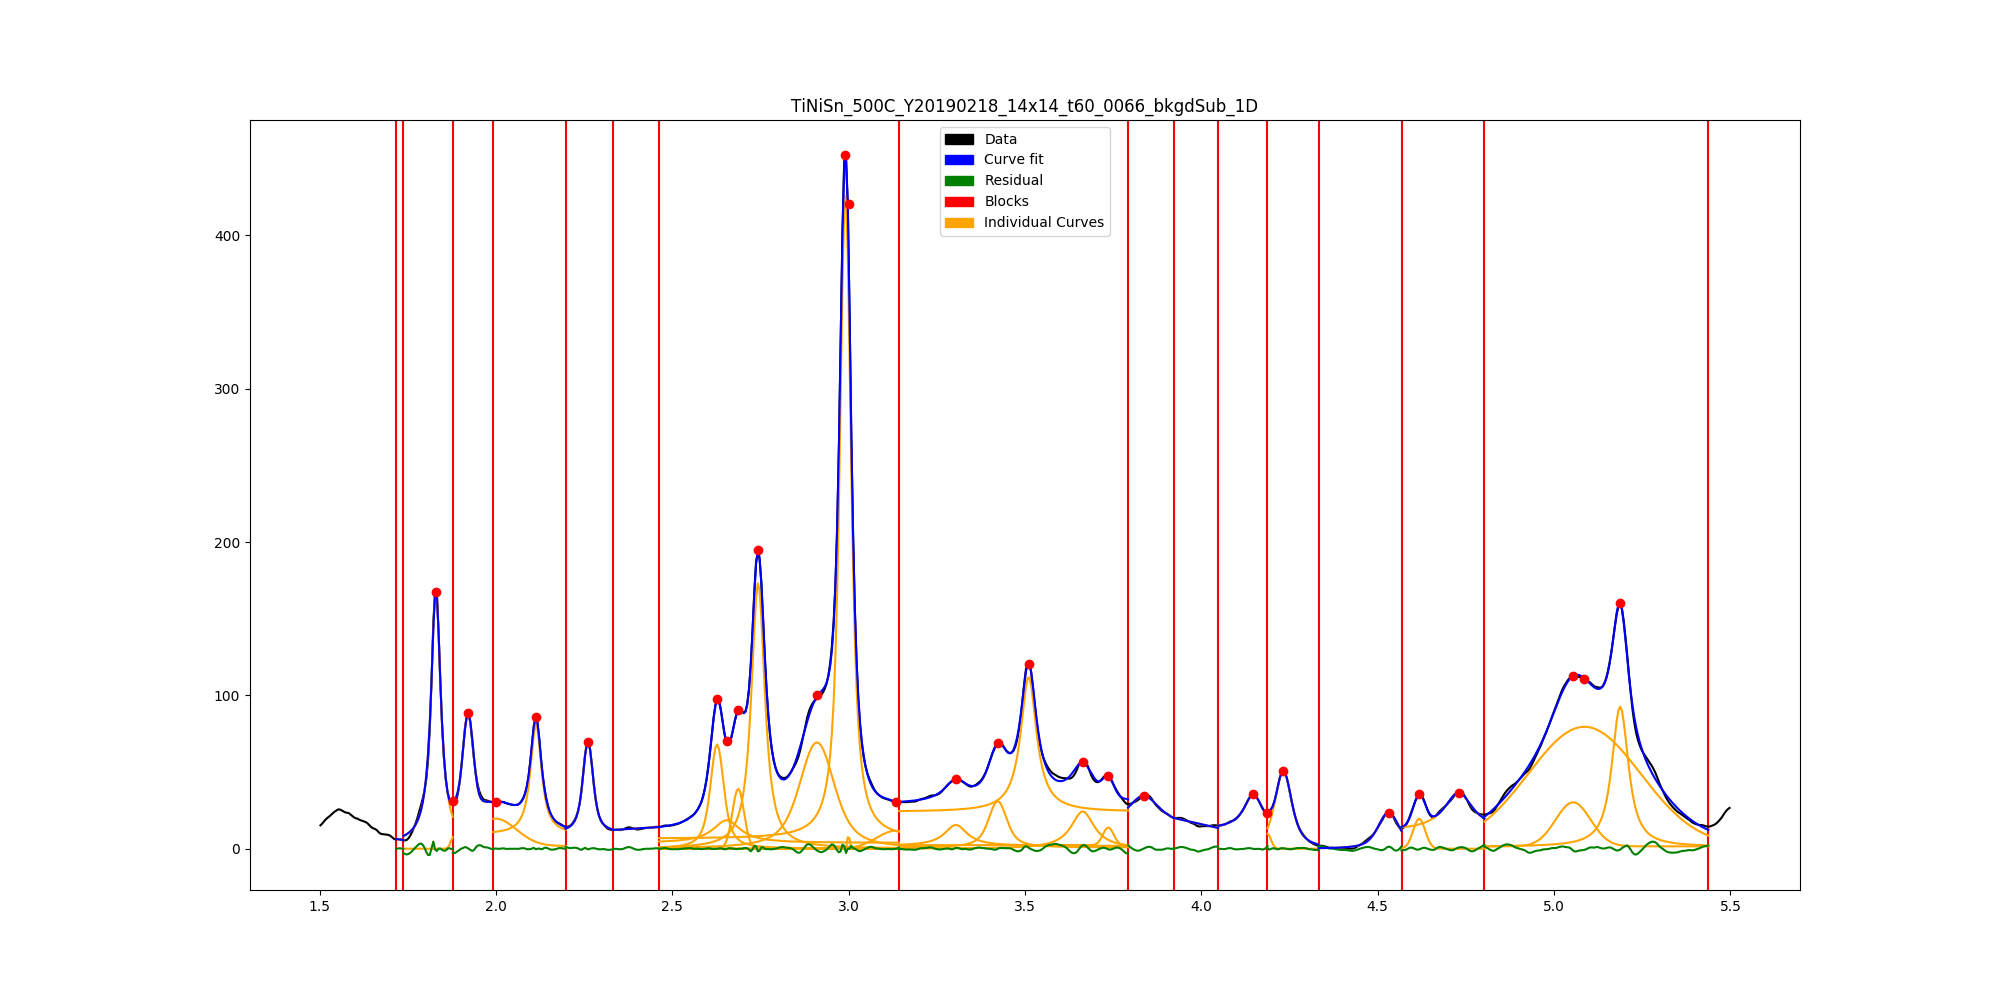 TiNiSn_500C_Y20190218_14x14_t60_0066_bkgdSub_1D
Data
Curve fit
Residual
Blocks
Individual Curves
400
300
200
100
0
1.5 2.0 2.5 3.0 3.5 4.0 4.5 5.0 5.5